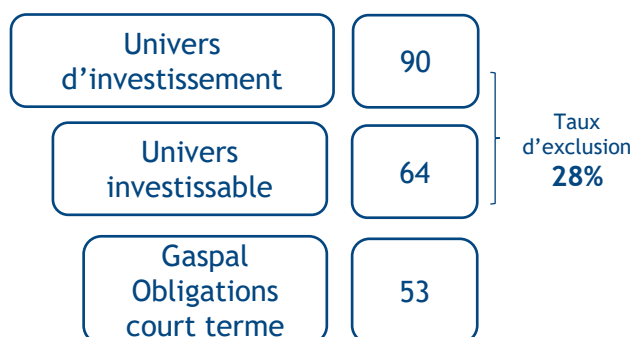 Univers
d'investissement
90
Univers
investissable
64
Taux
d'exclusion
28%
Gaspal
Obligations
court terme
53